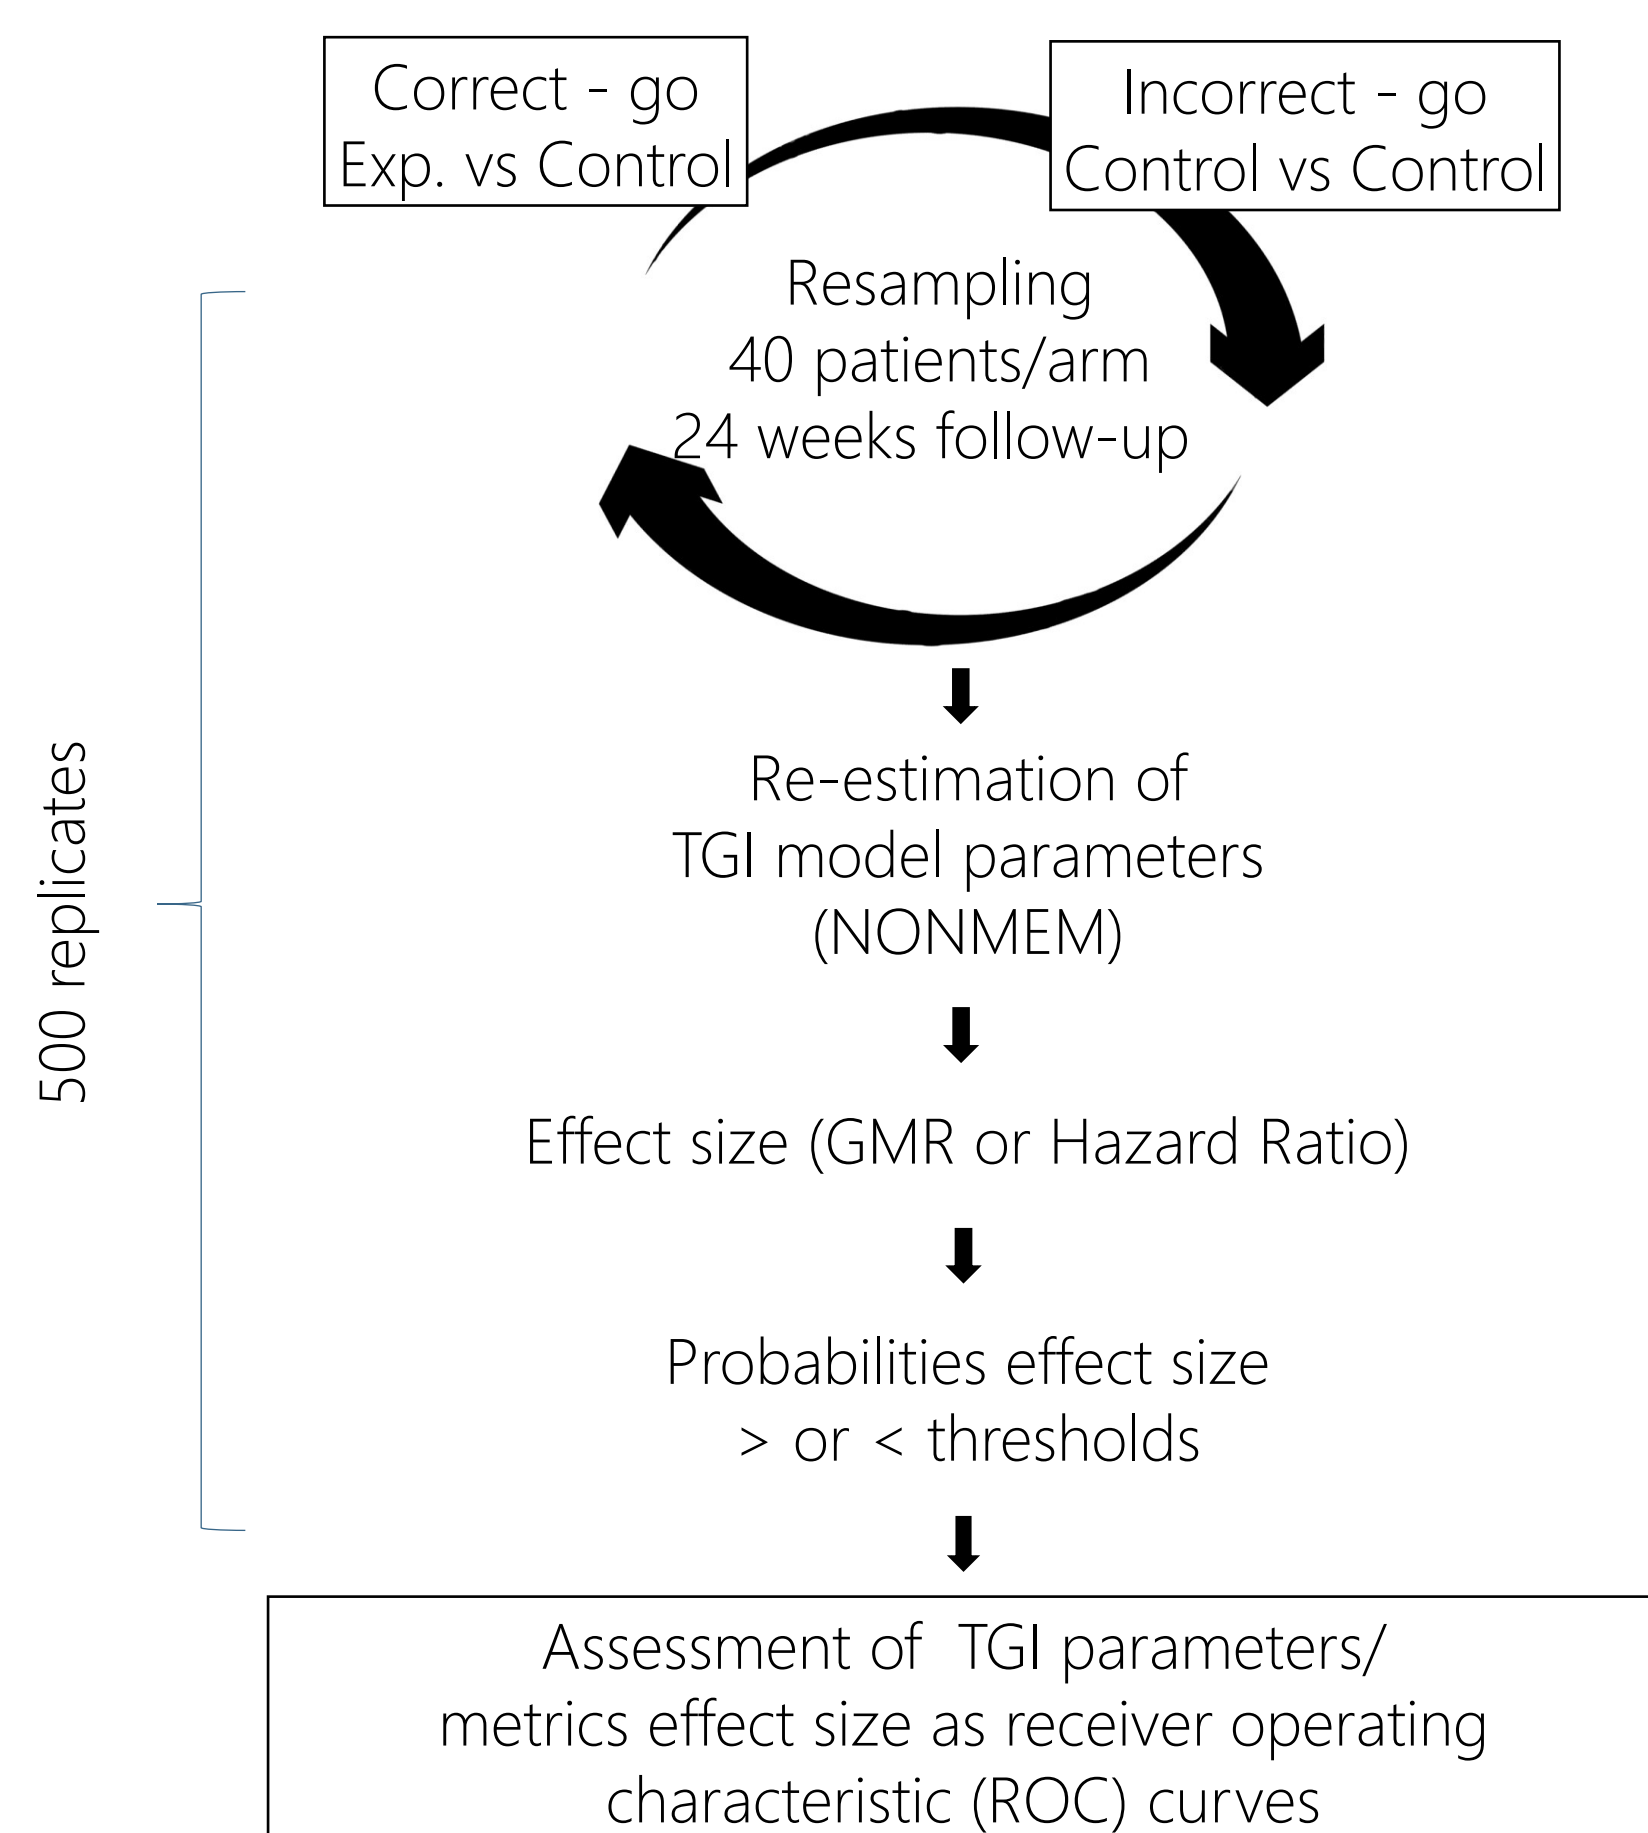 Correct - go
Exp. vs Control
Incorrect - go
Control vs Control
Resampling
40 patients/arm
24 weeks follow-up
500 replicates
Re-estimation of
TGI model parameters
(NONMEM)
Effect size (GMR or Hazard Ratio)
Probabilities effect size
> or < thresholds
Assessment of TGI parameters/
metrics effect size as receiver operating
characteristic (ROC) curves